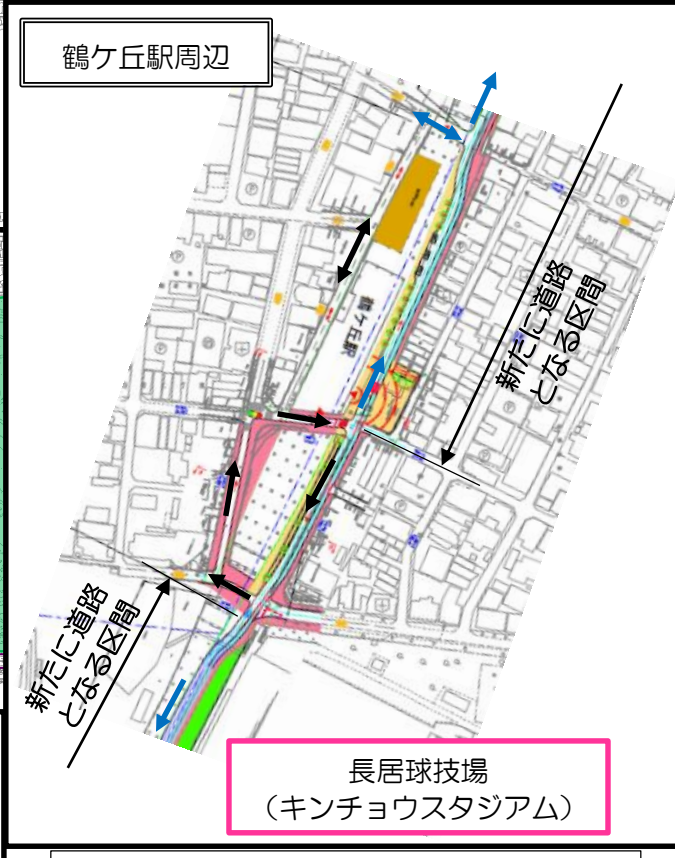 鶴ケ丘駅周辺
新たに道路
となる区間
鶴ケ丘駅
新たに道路
となる区間
長居球技場
（キンチョウスタジアム）